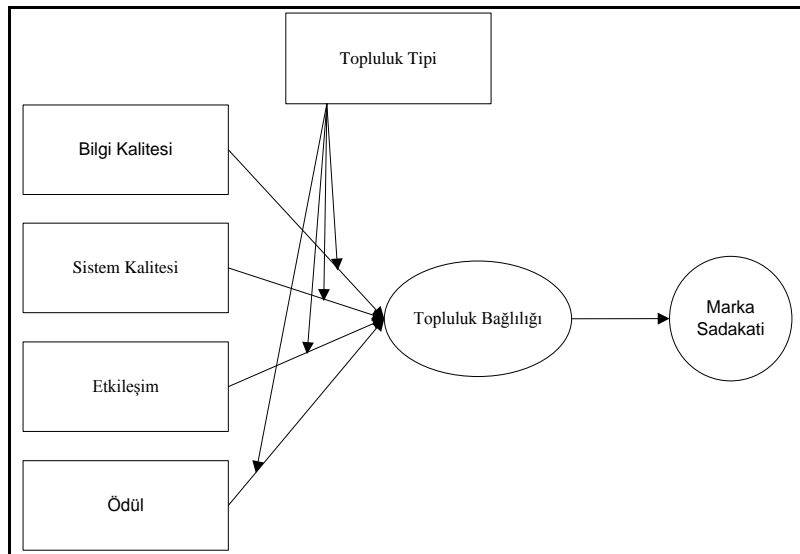 Topluluk Tipi
Bilgi Kalitesi
Sistem Kalitesi
Etkileşim
Ödül
Topluluk Bağlılığı
Marka
Sadakati